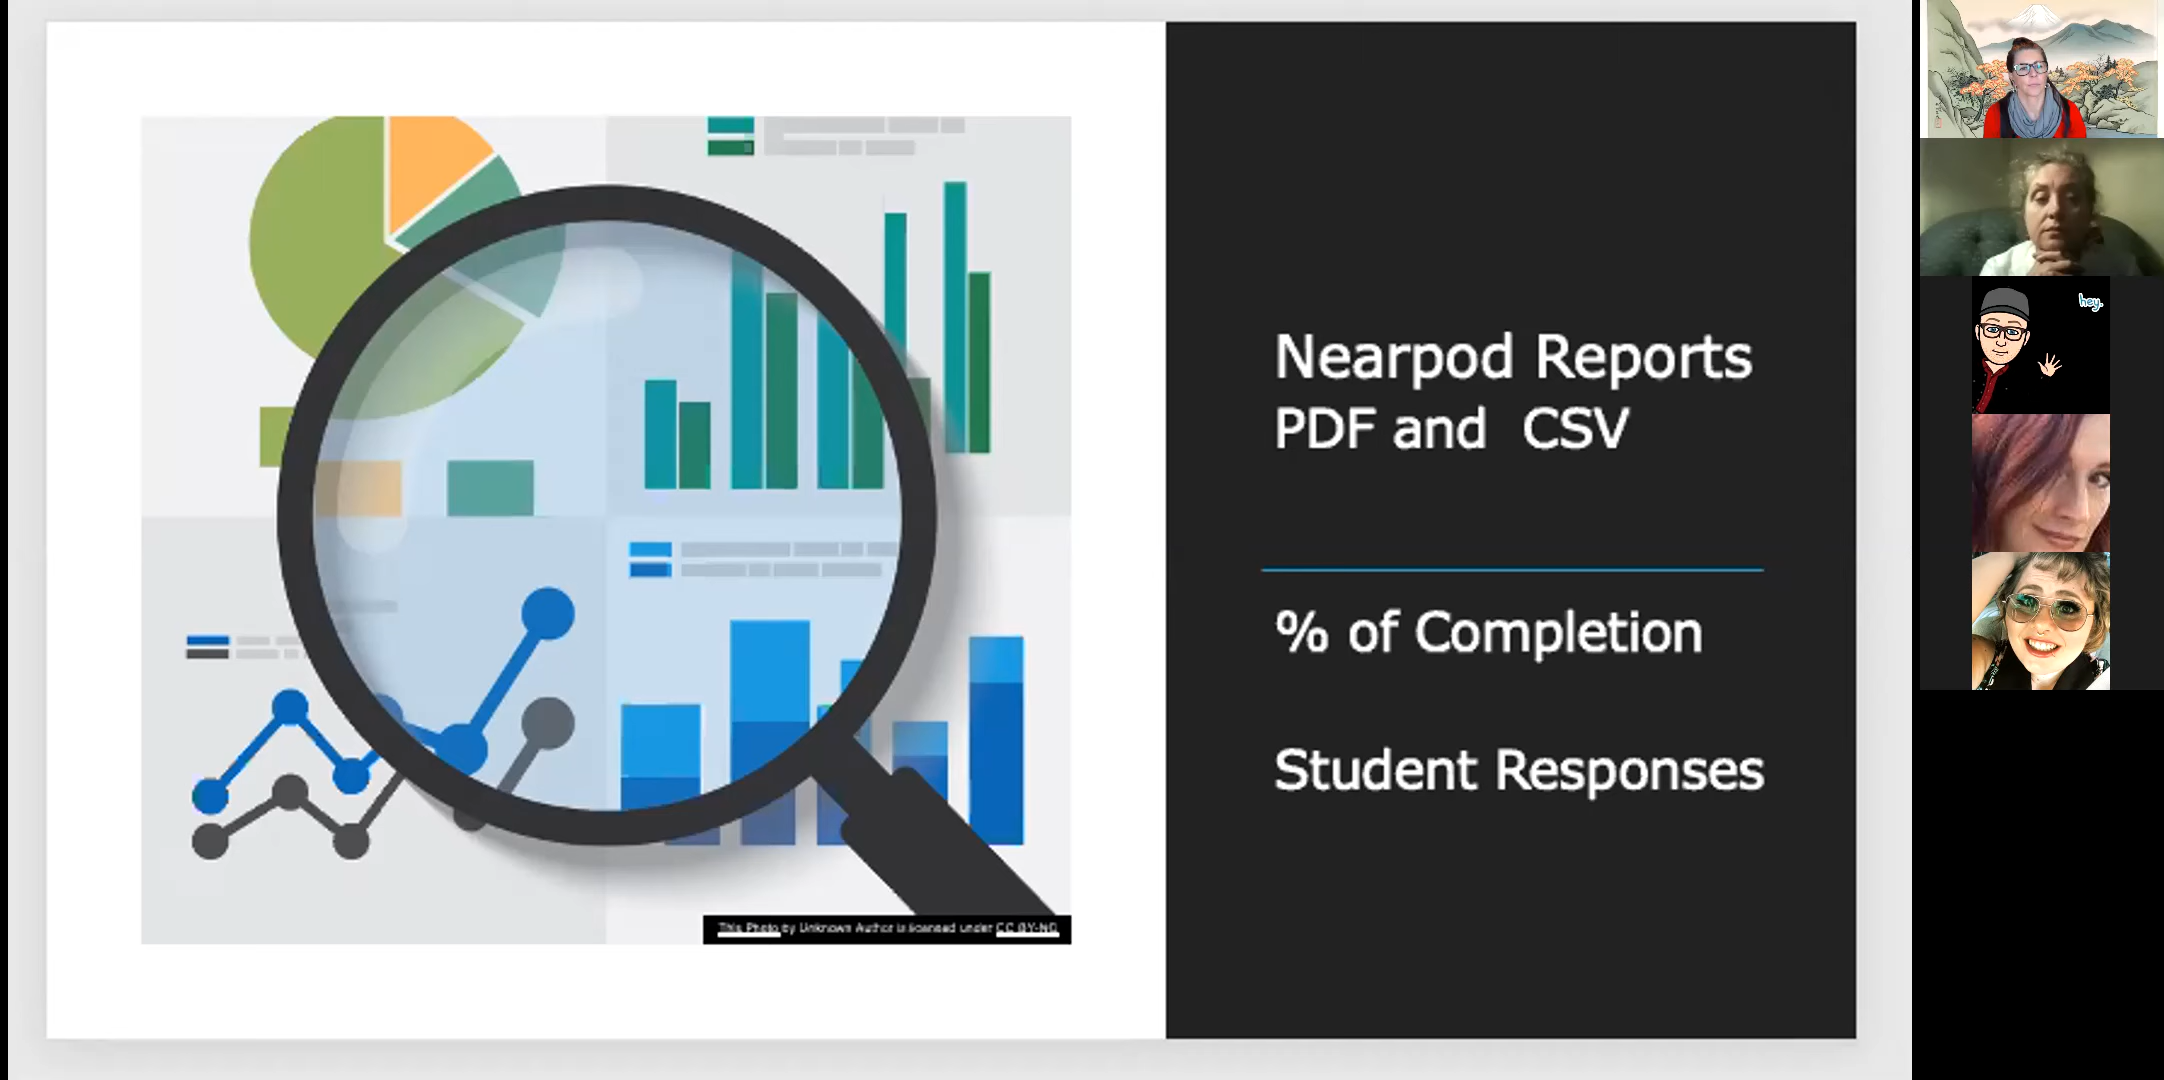 Nearpod Reports
PDF and CSV
% of Completion
Student Responses
This Photo by Unknown Author is licensed under CC BY-NC
hey.